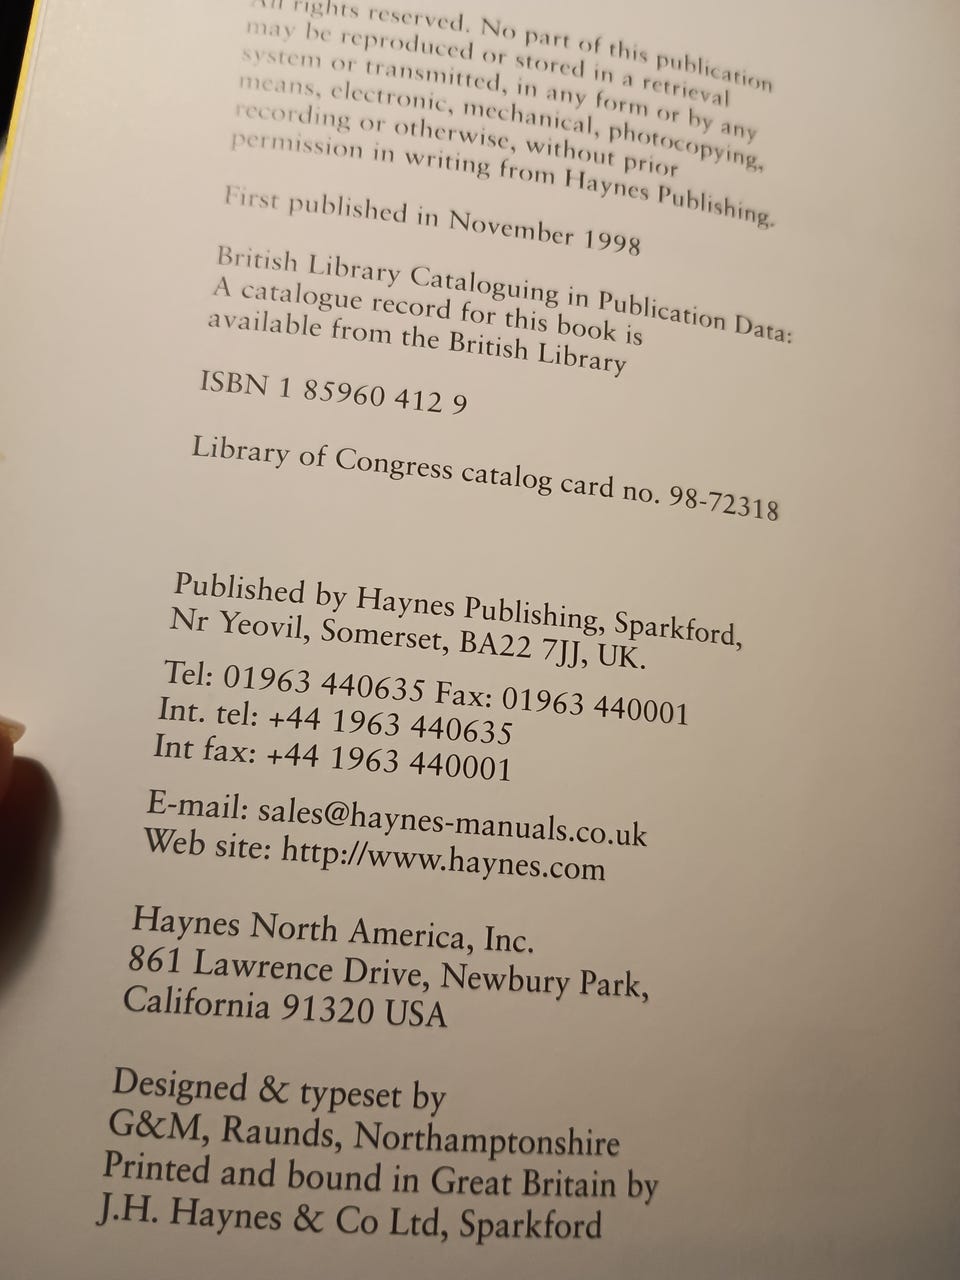 All rights reserved. No part of this publication
may be reproduced or stored in a retrieval
system or transmitted, in any form or by any
means, electronic, mechanical, photocopying,
recording or otherwise, without prior
permission in writing from Haynes Publishing.
First published in November 1998
British Library Cataloguing in Publication Data:
A catalogue record for this book is
available from the British Library
ISBN 1 85960 412 9
Library of Congress catalog card no. 98-72318
Published by Haynes Publishing, Sparkford,
Nr Yeovil, Somerset, BA22 7JJ, UK.
Tel: 01963 440635 Fax: 01963 440001
Int. tel: +44 1963 440635
Int fax: +44 1963 440001
E-mail: sales@haynes-manuals.co.uk
Web site: http://www.haynes.com
Haynes North America, Inc.
861 Lawrence Drive, Newbury Park,
California 91320 USA
Designed & typeset by
G&M, Raunds, Northamptonshire
Printed and bound in Great Britain by
J.H. Haynes & Co Ltd, Sparkford